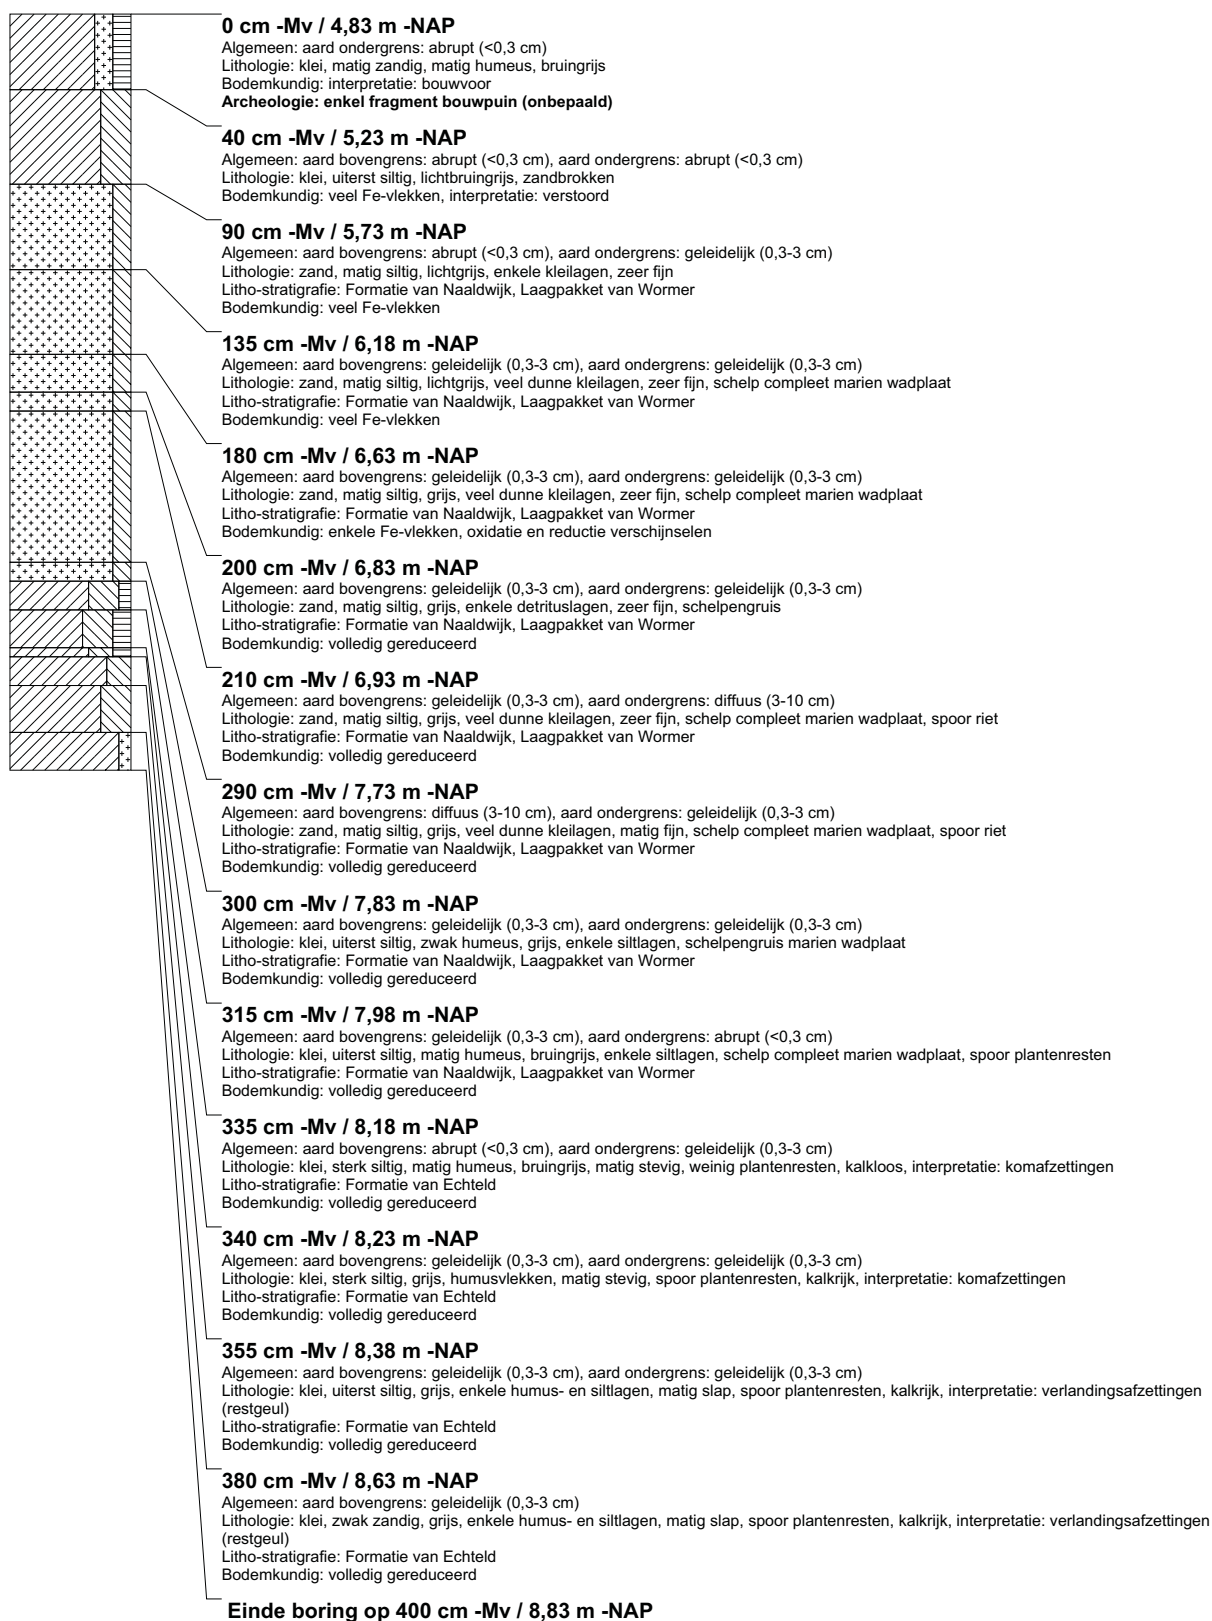 0 cm -Mv / 4,83 m -NAP
Algemeen: aard ondergrens: abrupt (<0,3 cm)
Lithologie: klei, matig zandig, matig humeus, bruingrijs
Bodemkundig: interpretatie: bouwvoor
Archeologie: enkel fragment bouwpuin (onbepaald)
40 cm -Mv / 5,23 m -NAP
Algemeen: aard bovengrens: abrupt (<0,3 cm), aard ondergrens: abrupt (<0,3 cm)
Lithologie: klei, uiterst siltig, lichtbruingrijs, zandbrokken
Bodemkundig: veel Fe-vlekken, interpretatie: verstoord
90 cm -Mv / 5,73 m -NAP
Algemeen: aard bovengrens: abrupt (<0,3 cm), aard ondergrens: geleidelijk (0,3-3 cm)
Lithologie: zand, matig siltig, lichtgrijs, enkele kleilagen, zeer fijn
Litho-stratigrafie: Formatie van Naaldwijk, Laagpakket van Wormer
Bodemkundig: veel Fe-vlekken
135 cm -Mv / 6,18 m -NAP
Algemeen: aard bovengrens: geleidelijk (0,3-3 cm), aard ondergrens: geleidelijk (0,3-3 cm)
Lithologie: zand, matig siltig, lichtgrijs, veel dunne kleilagen, zeer fijn, schelp compleet marien wadplaat
Litho-stratigrafie: Formatie van Naaldwijk, Laagpakket van Wormer
Bodemkundig: veel Fe-vlekken
180 cm -Mv / 6,63 m -NAP
Algemeen: aard bovengrens: geleidelijk (0,3-3 cm), aard ondergrens: geleidelijk (0,3-3 cm)
Lithologie: zand, matig siltig, grijs, veel dunne kleilagen, zeer fijn, schelp compleet marien wadplaat
Litho-stratigrafie: Formatie van Naaldwijk, Laagpakket van Wormer
Bodemkundig: enkele Fe-vlekken, oxidatie en reductie verschijnselen
200 cm -Mv / 6,83 m -NAP
Algemeen: aard bovengrens: geleidelijk (0,3-3 cm), aard ondergrens: geleidelijk (0,3-3 cm)
Lithologie: zand, matig siltig, grijs, enkele detrituslagen, zeer fijn, schelpengruis
Litho-stratigrafie: Formatie van Naaldwijk, Laagpakket van Wormer
Bodemkundig: volledig gereduceerd
210 cm -Mv / 6,93 m -NAP
Algemeen: aard bovengrens: geleidelijk (0,3-3 cm), aard ondergrens: diffuus (3-10 cm)
Lithologie: zand, matig siltig, grijs, veel dunne kleilagen, zeer fijn, schelp compleet marien wadplaat, spoor riet
Litho-stratigrafie: Formatie van Naaldwijk, Laagpakket van Wormer
Bodemkundig: volledig gereduceerd
290 cm -Mv / 7,73 m -NAP
Algemeen: aard bovengrens: diffuus (3-10 cm), aard ondergrens: geleidelijk (0,3-3 cm)
Lithologie: zand, matig siltig, grijs, veel dunne kleilagen, matig fijn, schelp compleet marien wadplaat, spoor riet
Litho-stratigrafie: Formatie van Naaldwijk, Laagpakket van Wormer
Bodemkundig: volledig gereduceerd
300 cm -Mv / 7,83 m -NAP
Algemeen: aard bovengrens: geleidelijk (0,3-3 cm), aard ondergrens: geleidelijk (0,3-3 cm)
Lithologie: klei, uiterst siltig, zwak humeus, grijs, enkele siltlagen, schelpengruis marien wadplaat
Litho-stratigrafie: Formatie van Naaldwijk, Laagpakket van Wormer
Bodemkundig: volledig gereduceerd
315 cm -Mv / 7,98 m -NAP
Algemeen: aard bovengrens: geleidelijk (0,3-3 cm), aard ondergrens: abrupt (<0,3 cm)
Lithologie: klei, uiterst siltig, matig humeus, bruingrijs, enkele siltlagen, schelp compleet marien wadplaat, spoor plantenresten
Litho-stratigrafie: Formatie van Naaldwijk, Laagpakket van Wormer
Bodemkundig: volledig gereduceerd
335 cm -Mv / 8,18 m -NAP
Algemeen: aard bovengrens: abrupt (<0,3 cm), aard ondergrens: geleidelijk (0,3-3 cm)
Lithologie: klei, sterk siltig, matig humeus, bruingrijs, matig stevig, weinig plantenresten, kalkloos, interpretatie: komafzettingen
Litho-stratigrafie: Formatie van Echteld
Bodemkundig: volledig gereduceerd
340 cm -Mv / 8,23 m -NAP
Algemeen: aard bovengrens: geleidelijk (0,3-3 cm), aard ondergrens: geleidelijk (0,3-3 cm)
Lithologie: klei, sterk siltig, grijs, humusvlekken, matig stevig, spoor plantenresten, kalkrijk, interpretatie: komafzettingen
Litho-stratigrafie: Formatie van Echteld
Bodemkundig: volledig gereduceerd
355 cm -Mv / 8,38 m -NAP
Algemeen: aard bovengrens: geleidelijk (0,3-3 cm), aard ondergrens: geleidelijk (0,3-3 cm)
Lithologie: klei, uiterst siltig, grijs, enkele humus- en siltlagen, matig slap, spoor plantenresten, kalkrijk, interpretatie: verlandingsafzettingen
(restgeul)
Litho-stratigrafie: Formatie van Echteld
Bodemkundig: volledig gereduceerd
380 cm -Mv / 8,63 m -NAP
Algemeen: aard bovengrens: geleidelijk (0,3-3 cm)
Lithologie: klei, zwak zandig, grijs, enkele humus- en siltlagen, matig slap, spoor plantenresten, kalkrijk, interpretatie: verlandingsafzettingen
(restgeul)
Litho-stratigrafie: Formatie van Echteld
Bodemkundig: volledig gereduceerd
Einde boring op 400 cm -Mv / 8,83 m -NAP